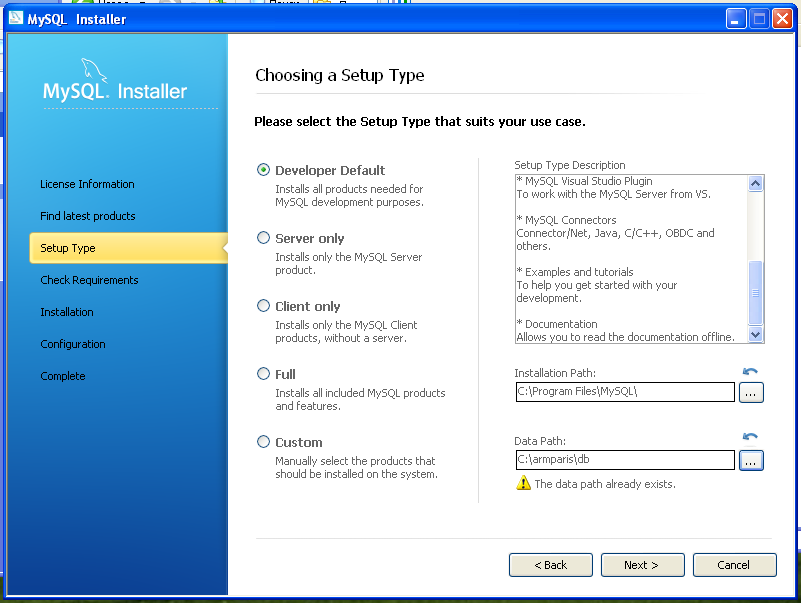 MySQL Installer
MySQL. Installer
License Information
Find latest products
Setup Type
Check Requirements
Installation
Configuration
Complete
Choosing a Setup Type
Please select the Setup Type that suits your use case.
Developer Default
Installs all products needed for
MySQL development purposes.
Server only
Installs only the MySQL Server
product.
Client only
Installs only the MySQL Client
products, without a server.
Full
Installs all included MySQL products
and features.
Custom
Manually select the products that
should be installed on the system.
Setup Type Description
* MySQL Visual Studio Plugin
To work with the MySQL Server from VS.
* MySQL Connectors
Connector/Net, Java, C/C++, OBDC and
others.
* Examples and tutorials
To help you get started with your
development.
* Documentation
Allows you to read the documentation offline.
Installation Path:
C:\Program Files\MySQL\
...
Data Path:
C:\armparis\db
...
The data path already exists.
< Back
Next >
Cancel